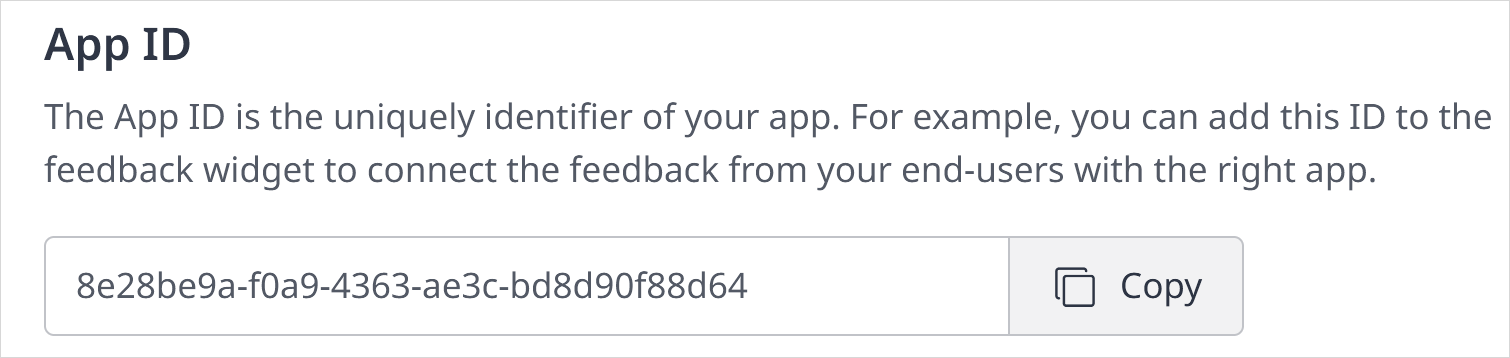 App ID
The App ID is the uniquely identifier of your app. For example, you can add this ID to the
feedback widget to connect the feedback from your end-users with the right app.
8e28be9a-f0a9-4363-ae3c-bd8d90f88d64
Copy